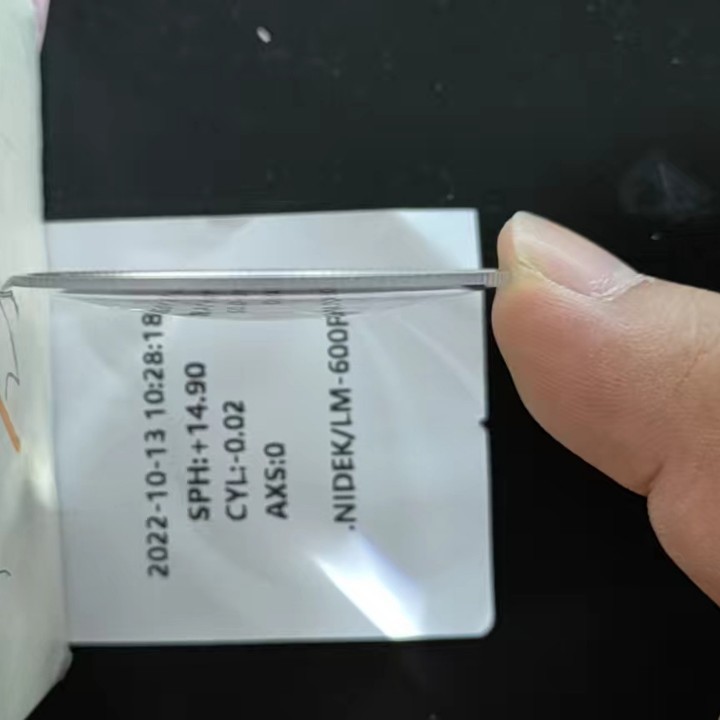 2022-10-13 10:28:18
SPH:+14.90
CYL:-0.02
AXS:0
.NIDEK/LM-600P